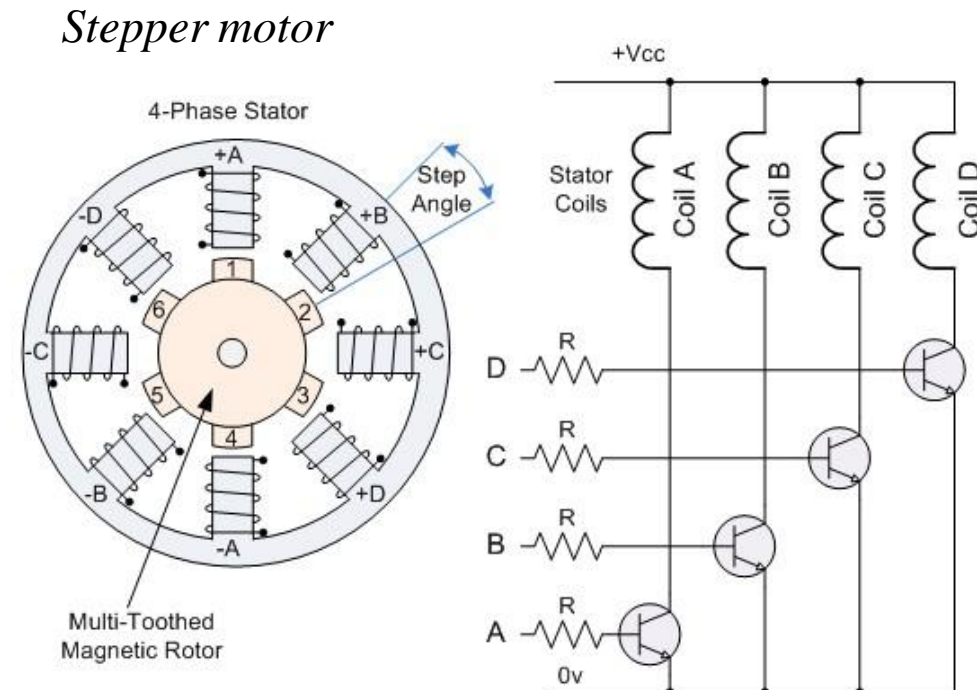 Stepper motor
4-Phase Stator
+A
+B
+C
+D
-A
-B
-C
-D
1
2
3
4
5
6
Step
Angle
Multi-Toothed
Magnetic Rotor
+Vcc
Stator
Coils
Coil A
Coil B
Coil C
Coil D
R
D
R
C
R
B
R
A
0v